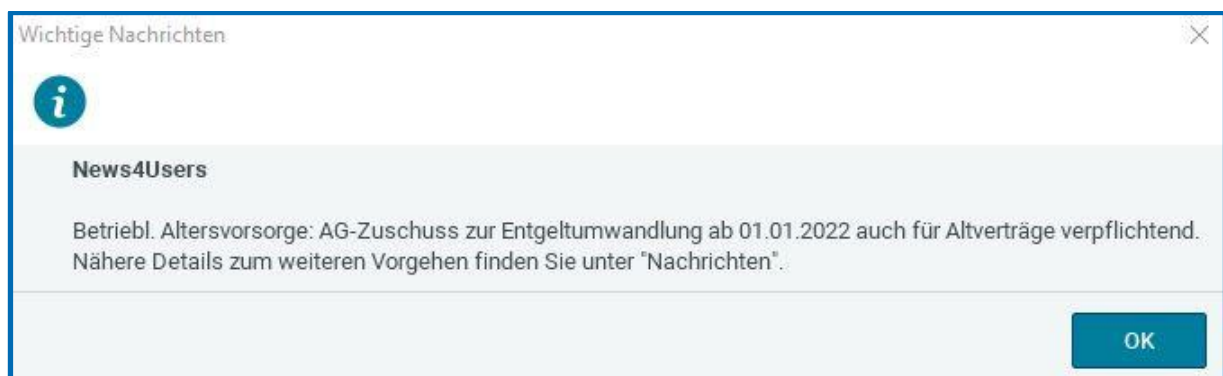 Wichtige Nachrichten
i
News4Users
Betriebl. Altersvorsorge: AG-Zuschuss zur Entgeltumwandlung ab 01.01.2022 auch für Altverträge verpflichtend.
Nähere Details zum weiteren Vorgehen finden Sie unter "Nachrichten".
OK